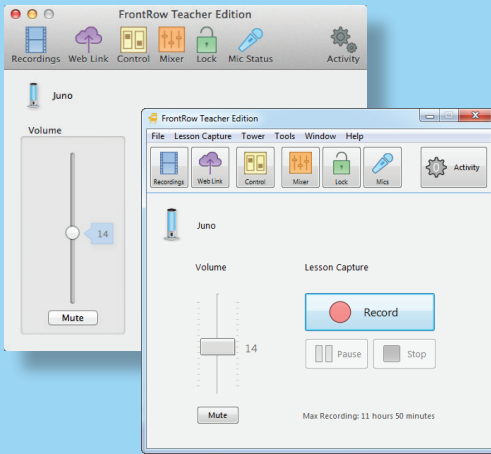 FrontRow Teacher Edition
Recordings Web Link Control Mixer Lock Mic Status Activity
Juno
Volume
14
Mute
FrontRow Teacher Edition
File Lesson Capture Tower Tools Window Help
Recordings Web Link Control Mixer Lock Mics Activity
Juno
Volume Lesson Capture
Record
14
Pause Stop
Mute
Max Recording: 11 hours 50 minutes